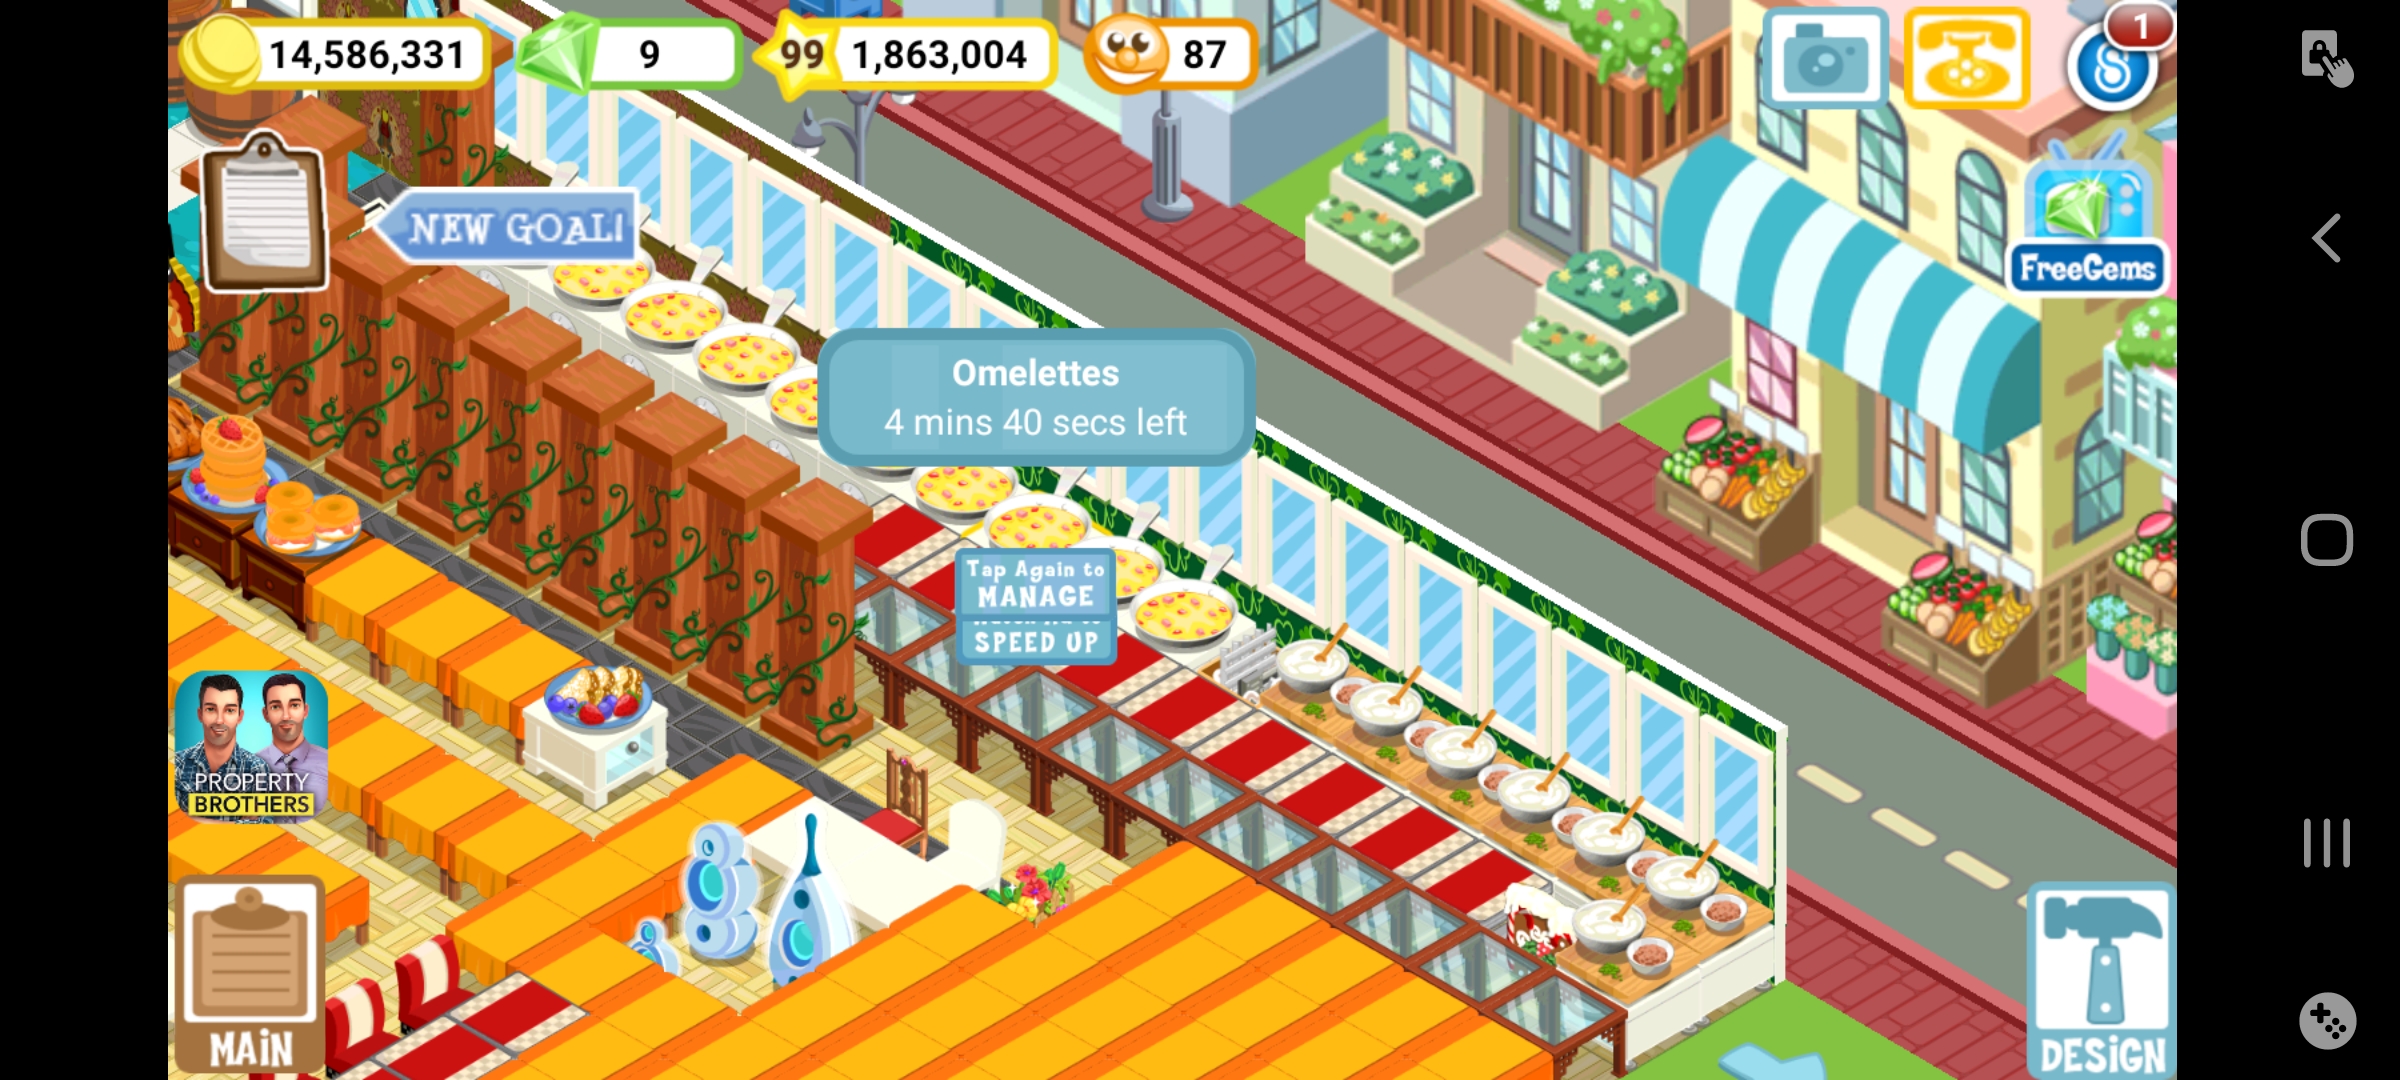 14,586,331
9
99 1,863,004
87
1
NEW GOAL!
FreeGems
Omelettes
4 mins 40 secs left
Tap Again to
MANAGE
SPEED UP
PROPERTY
BROTHERS
MAIN
DESIGN